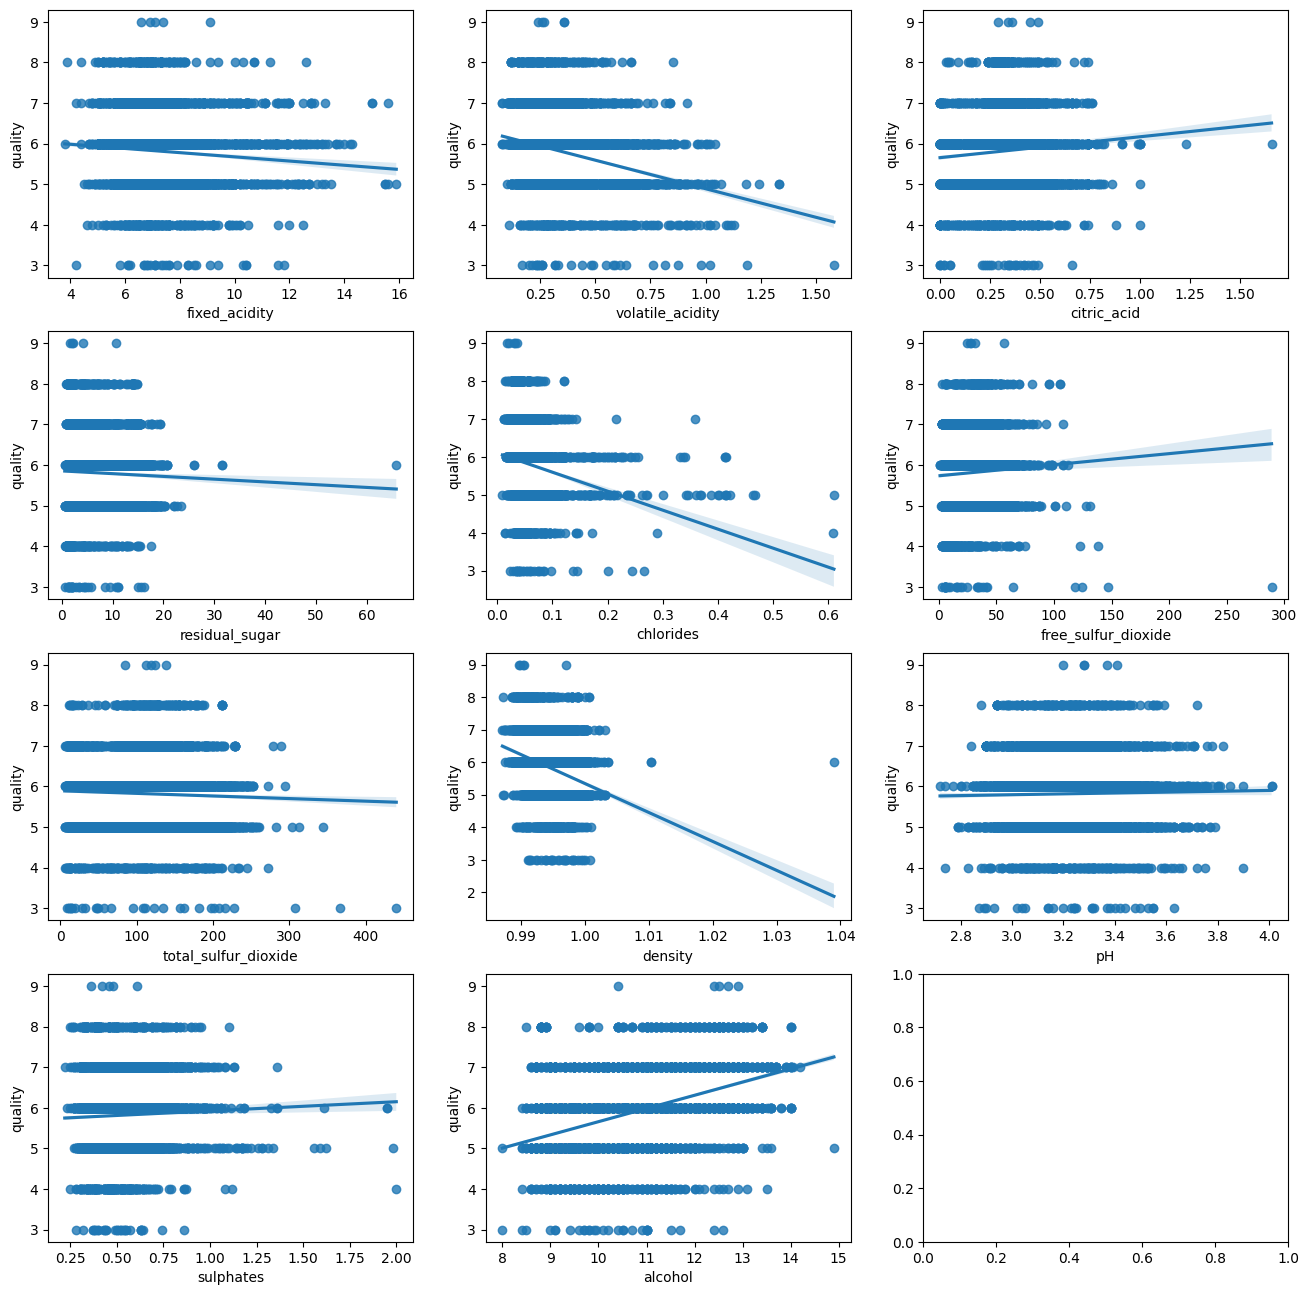 9
8
7
6
5
4
3
quality
4 6 8 10 12 14 16
fixed_acidity
9
8
7
6
5
4
3
quality
0.25 0.50 0.75 1.00 1.25 1.50
volatile_acidity
9
8
7
6
5
4
3
quality
0.00 0.25 0.50 0.75 1.00 1.25 1.50
citric_acid
9
8
7
6
5
4
3
quality
0 10 20 30 40 50 60
residual_sugar
9
8
7
6
5
4
3
quality
0.0 0.1 0.2 0.3 0.4 0.5 0.6
chlorides
9
8
7
6
5
4
3
quality
0 50 100 150 200 250 300
free_sulfur_dioxide
9
8
7
6
5
4
3
quality
0 100 200 300 400
total_sulfur_dioxide
9
8
7
6
5
4
3
2
quality
0.99 1.00 1.01 1.02 1.03 1.04
density
9
8
7
6
5
4
3
quality
2.8 3.0 3.2 3.4 3.6 3.8 4.0
pH
9
8
7
6
5
4
3
quality
0.25 0.50 0.75 1.00 1.25 1.50 1.75 2.00
sulphates
9
8
7
6
5
4
3
quality
8 9 10 11 12 13 14 15
alcohol
1.0
0.8
0.6
0.4
0.2
0.0
0.0 0.2 0.4 0.6 0.8 1.0